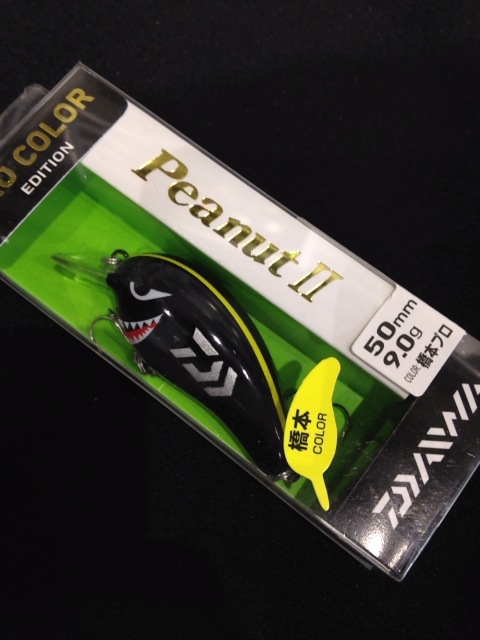 COLOR
EDITION
Peanut II
50mm
9.0g
COLOR 橋本プロ
橋本
COLOR
DAIWA